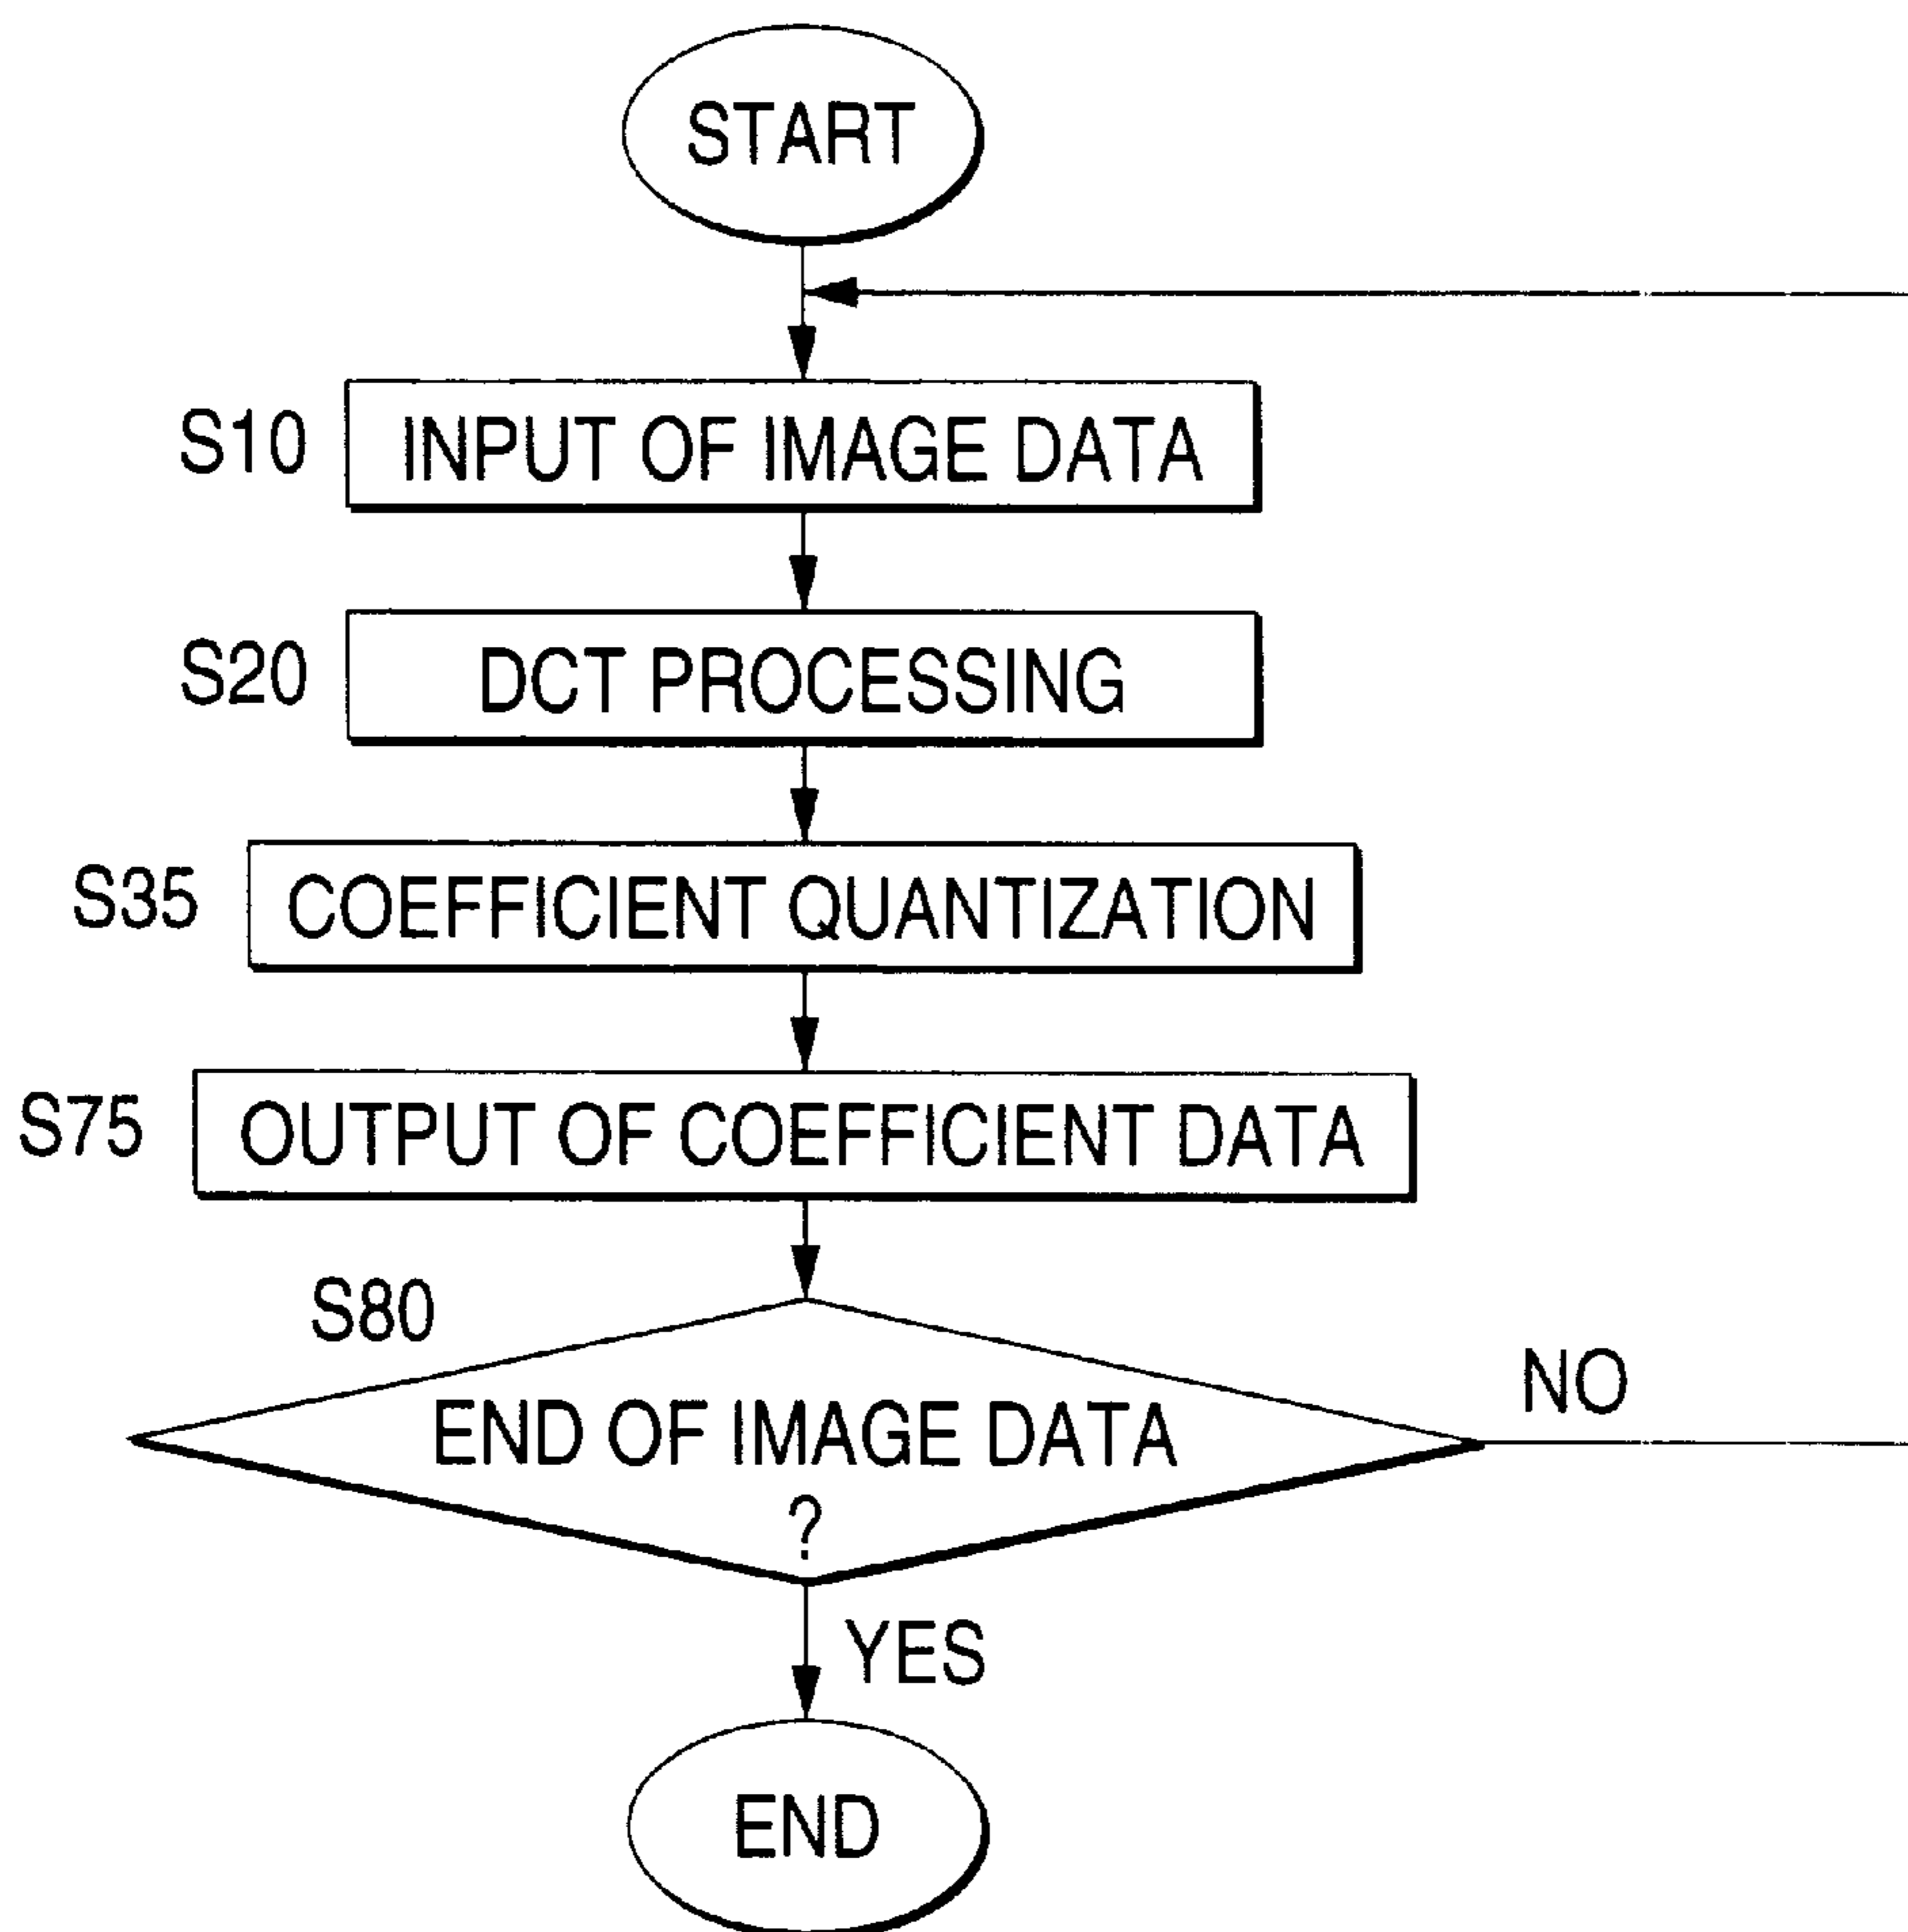 START
S10
INPUT OF IMAGE DATA
S20
DCT PROCESSING
S35
COEFFICIENT QUANTIZATION
S75
OUTPUT OF COEFFICIENT DATA
S80
END OF IMAGE DATA
?
NO
YES
END